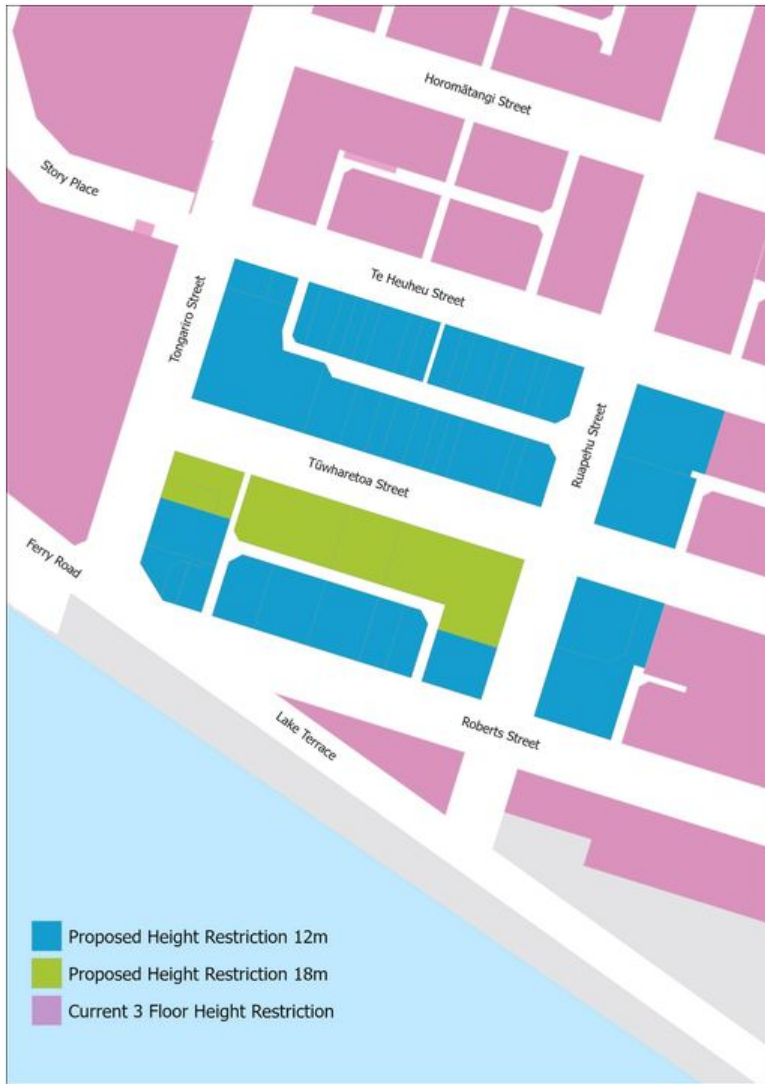 Horomātangi Street
Story Place
Te Heuheu Street
Tongariro Street
Ruapehu Street
Tūwharetoa Street
Ferry Road
Lake Terrace
Roberts Street
Proposed Height Restriction 12m
Proposed Height Restriction 18m
Current 3 Floor Height Restriction